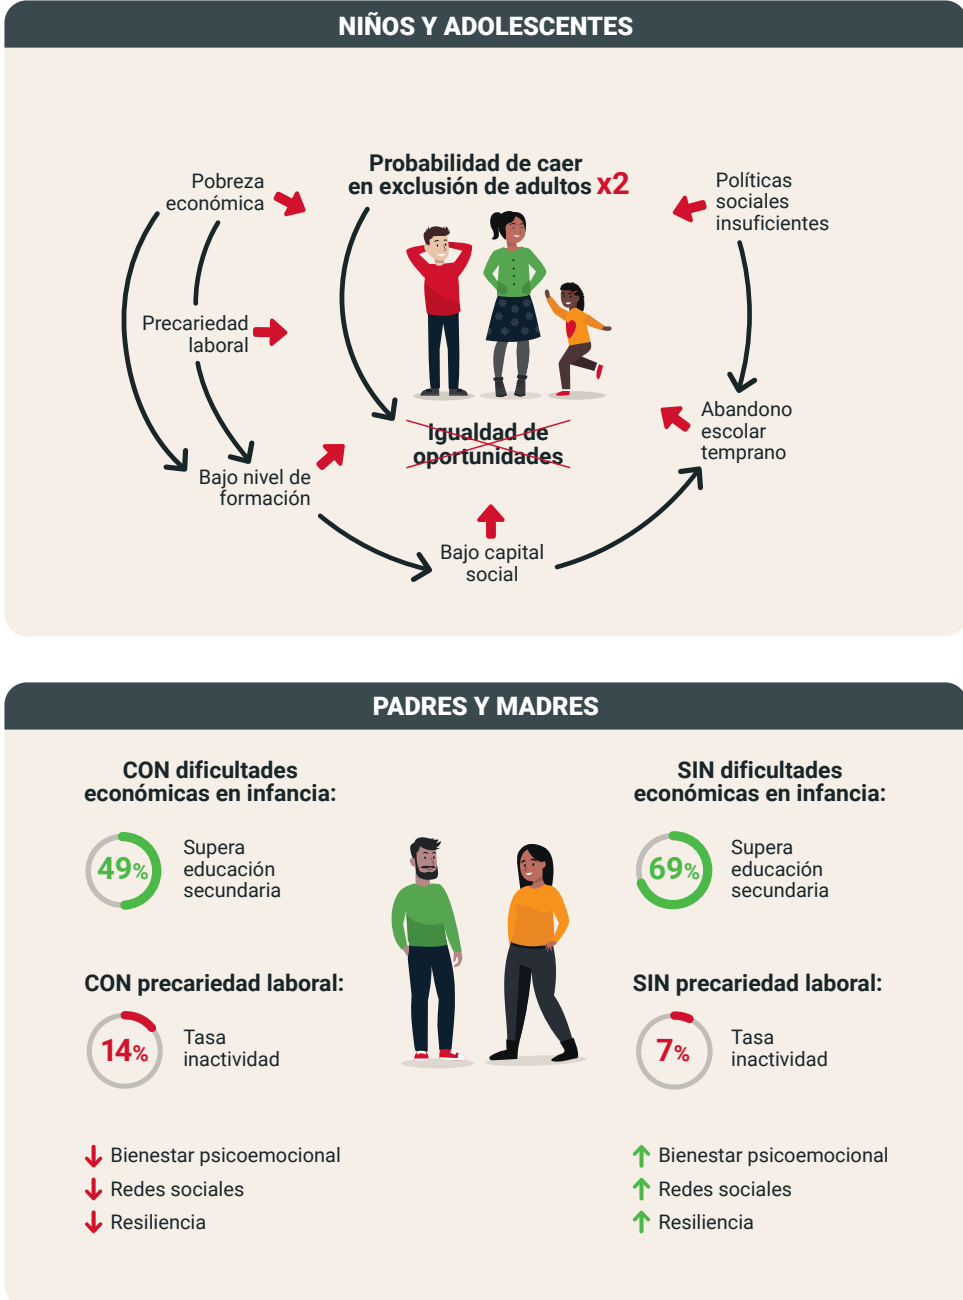 NIÑOS Y ADOLESCENTES
Probabilidad de caer
en exclusión de adultos x2
Pobreza
económica
Políticas
sociales
insuficientes
Precariedad
laboral
Abandono
escolar
temprano
Igualdad de
oportunidades
Bajo nivel de
formación
Bajo capital
social
PADRES Y MADRES
CON dificultades
económicas en infancia:
49%
Supera
educación
secundaria
SIN dificultades
económicas en infancia:
69%
Supera
educación
secundaria
CON precariedad laboral:
14%
Tasa
inactividad
SIN precariedad laboral:
7%
Tasa
inactividad
Bienestar psicoemocional
Redes sociales
Resiliencia
Bienestar psicoemocional
Redes sociales
Resiliencia